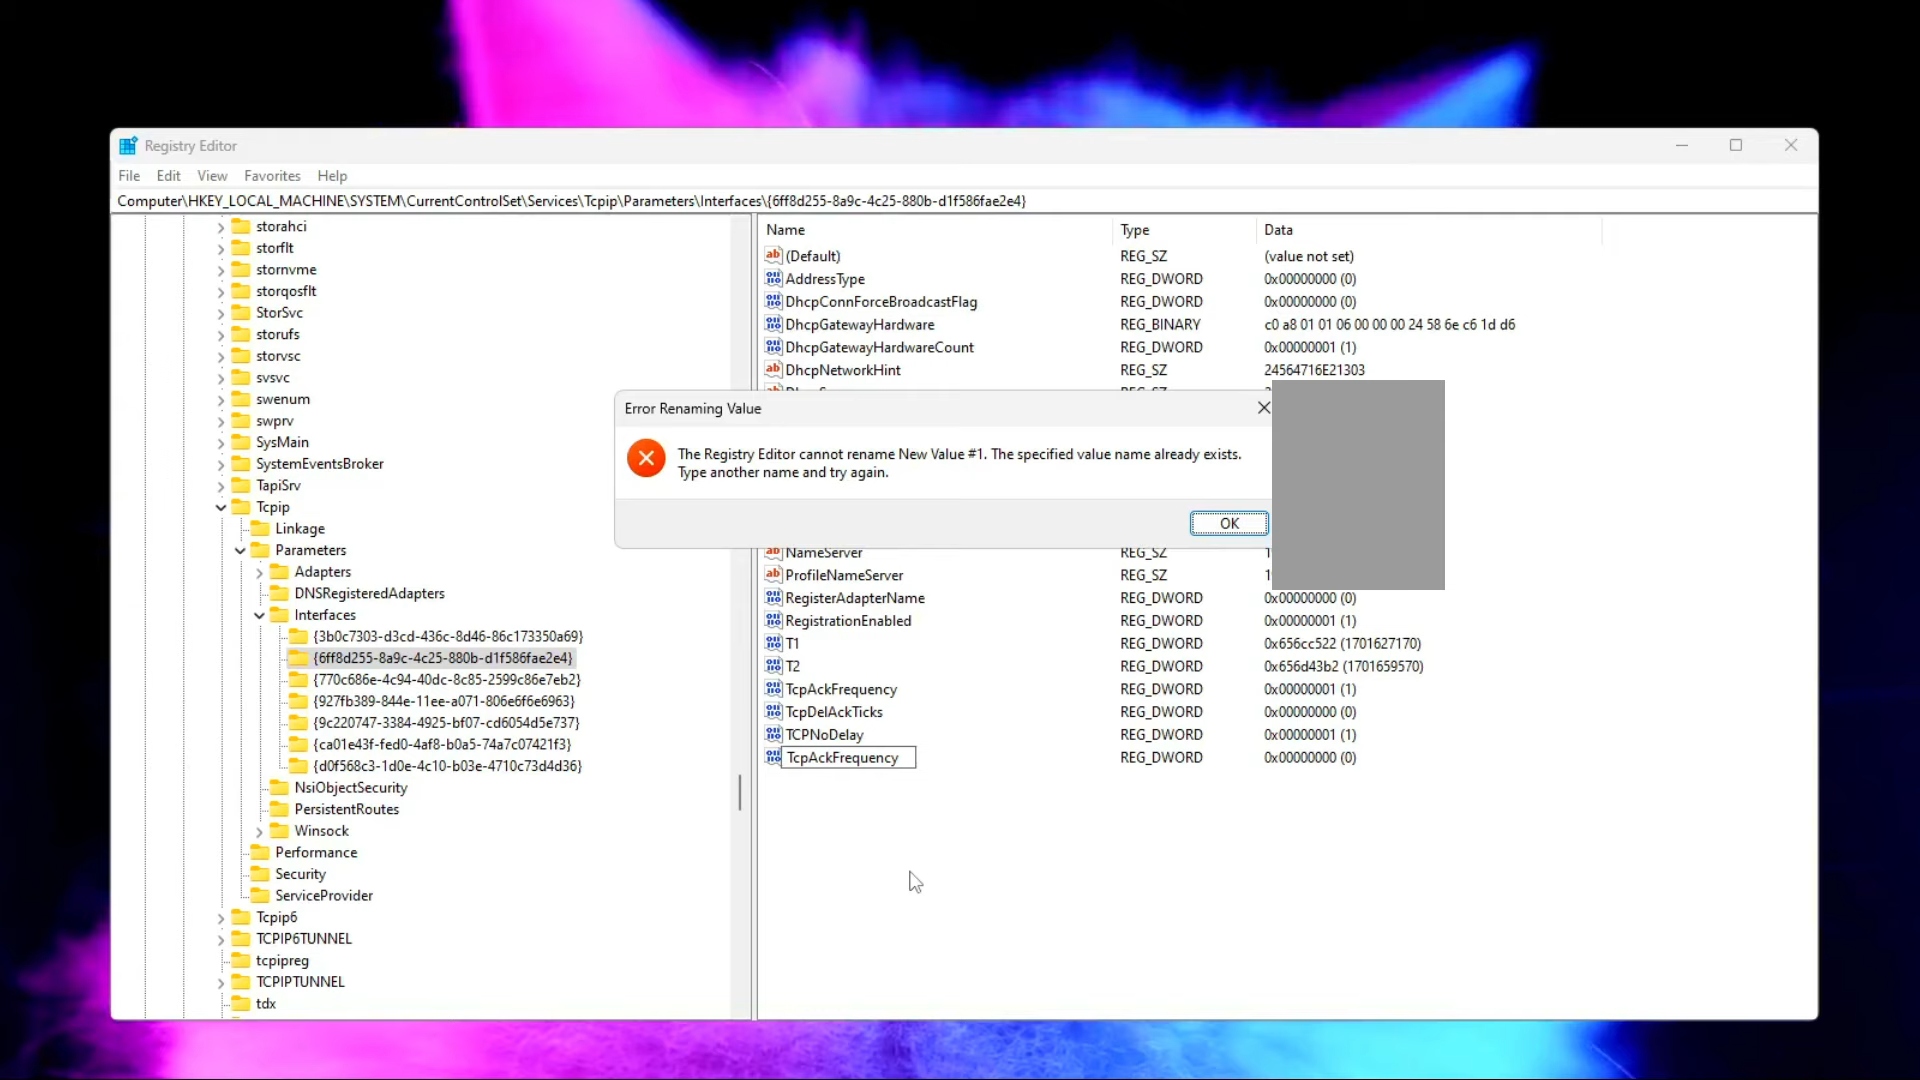 Registry Editor
File Edit View Favorites Help
Computer\HKEY_LOCAL_MACHINE\SYSTEM\CurrentControlSet\Services\Tcpip\Parameters\Interfaces\{6ff8d255-8a9c-4c25-880b-d1f586fae2e4}
storahci
storflt
stornvme
storqosflt
StorSvc
storufs
storvsc
svsvc
swenum
swprv
SysMain
SystemEventsBroker
TapiSrv
Tcpip
Linkage
Parameters
Adapters
DNSRegisteredAdapters
Interfaces
{3b0c7303-d3cd-436c-8d46-86c173350a69}
{6ff8d255-8a9c-4c25-880b-d1f586fae2e4}
{770c686e-4c94-40dc-8c85-2599c86e7eb2}
{927fb389-844e-11ee-a071-806e6f6e6963}
{9c220747-3384-4925-bf07-cd6054d5e737}
{ca01e43f-fed0-4af8-b0a5-74a7c07421f3}
{d0f568c3-1d0e-4c10-b03e-4710c73d4d36}
NsiObjectSecurity
PersistentRoutes
Winsock
Performance
Security
ServiceProvider
Tcpip6
TCPIP6TUNNEL
tcpipreg
TCPIPTUNNEL
tdx
Name Type Data
(Default) REG_SZ (value not set)
AddressType REG_DWORD 0x00000000 (0)
DhcpConnForceBroadcastFlag REG_DWORD 0x00000000 (0)
DhcpGatewayHardware REG_BINARY c0 a8 01 01 06 00 00 00 24 58 6e c6 1d d6
DhcpGatewayHardwareCount REG_DWORD 0x00000001 (1)
DhcpNetworkHint REG_SZ 24564716E21303
Error Renaming Value
The Registry Editor cannot rename New Value #1. The specified value name already exists.
Type another name and try again.
OK
NameServer REG_SZ 1
ProfileNameServer REG_SZ 1
RegisterAdapterName REG_DWORD 0x00000000 (0)
RegistrationEnabled REG_DWORD 0x00000001 (1)
T1 REG_DWORD 0x656cc522 (1701627170)
T2 REG_DWORD 0x656d43b2 (1701659570)
TcpAckFrequency REG_DWORD 0x00000001 (1)
TcpDelAckTicks REG_DWORD 0x00000000 (0)
TCPNoDelay REG_DWORD 0x00000001 (1)
TcpAckFrequency REG_DWORD 0x00000000 (0)